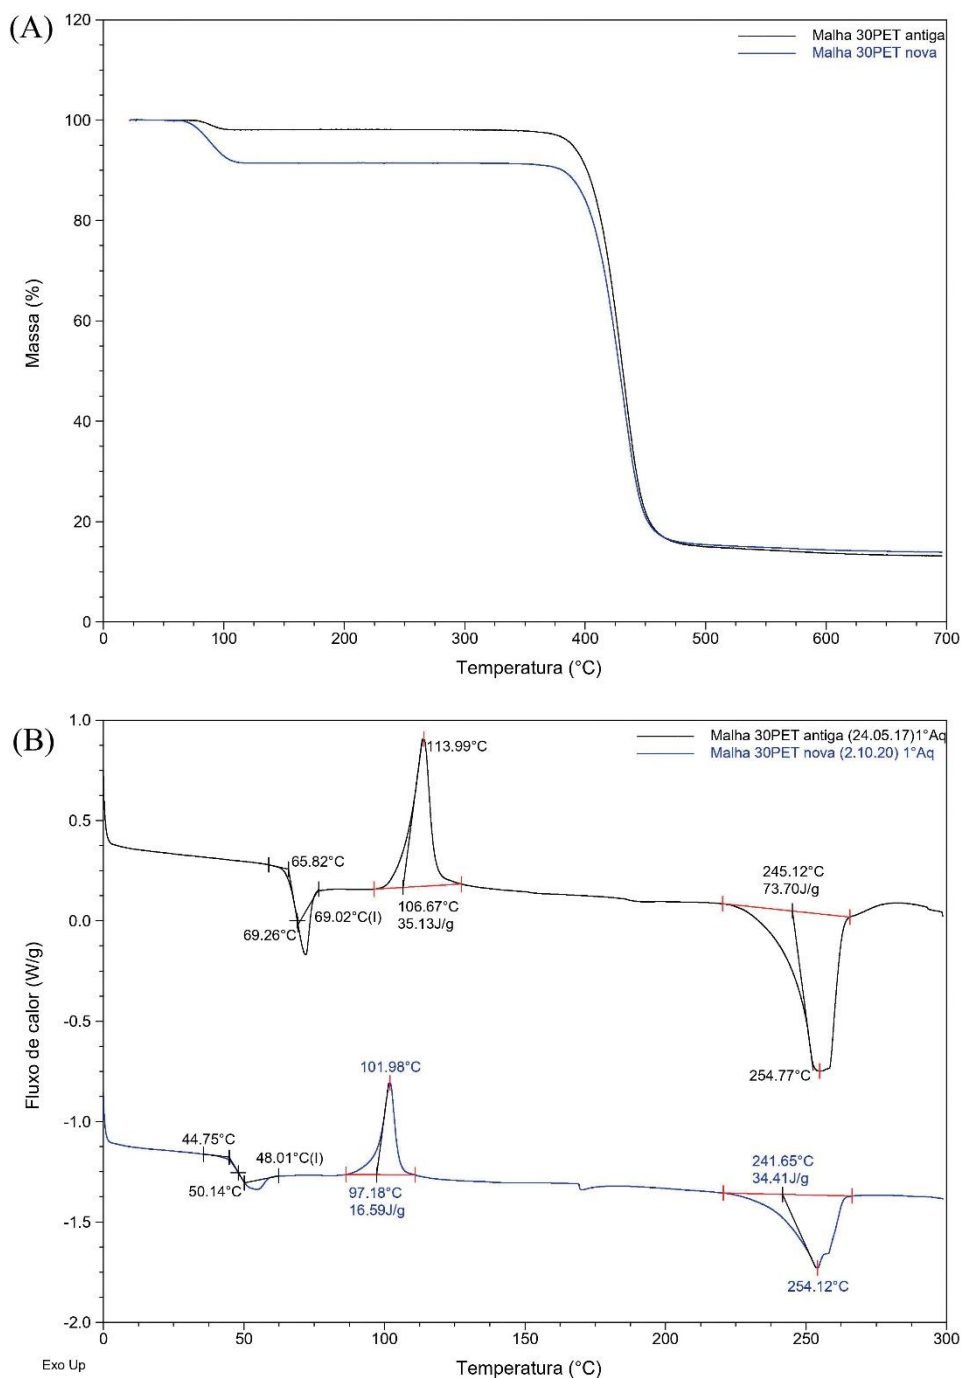 (A)
120
100
80
60
40
20
0
Massa (%)
Malha 30PET antiga
Malha 30PET nova
0 100 200 300 400 500 600 700
Temperatura (°C)
(B)
1.0
0.5
0.0
-0.5
-1.0
-1.5
-2.0
Fluxo de calor (W/g)
Malha 30PET antiga (24.05.17)1°Aq
Malha 30PET nova (2.10.20) 1°Aq
113.99°C
65.82°C
69.02°C(I)
69.26°C
106.67°C
35.13J/g
245.12°C
73.70J/g
254.77°C
101.98°C
44.75°C
48.01°C(I)
50.14°C
97.18°C
16.59J/g
241.65°C
34.41J/g
254.12°C
0 50 100 150 200 250 300
Exo Up
Temperatura (°C)